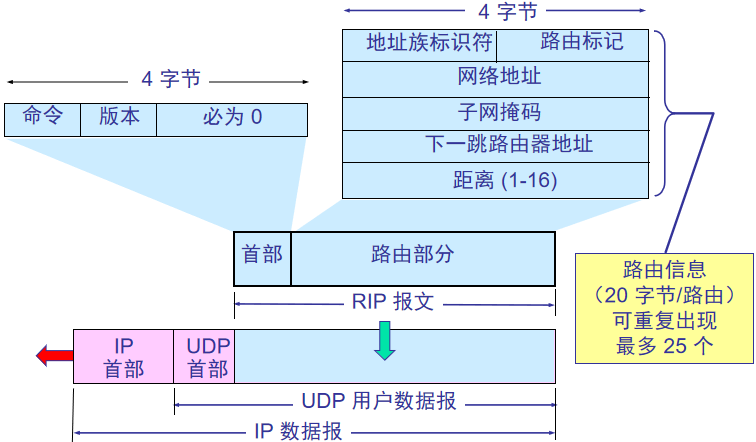 4 字节
地址族标识符 路由标记
网络地址
子网掩码
下一跳路由器地址
距离 (1-16)
4 字节
命令 版本 必为 0
首部 路由部分
RIP 报文
路由信息
（20 字节/路由）
可重复出现
最多 25 个
IP
首部
UDP
首部
UDP 用户数据报
IP 数据报